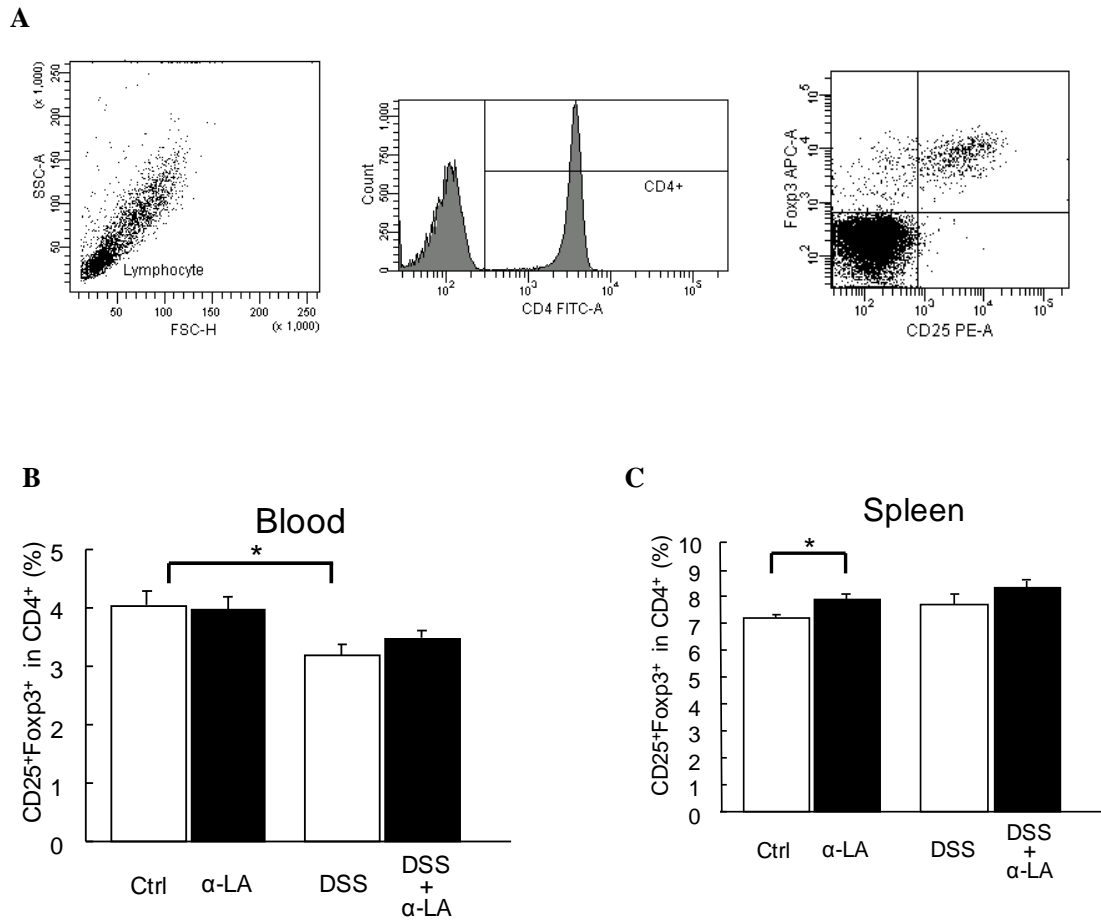 A
(x 1,000)
SSC-A
250
200
150
100
50
Lymphocyte
50 100 150 200 250
FSC-H
(x 1,000)
Count
1,000
750
500
250
0
CD4+
10² 10³ 10⁴ 10⁵
CD4 FITC-A
Foxp3 APC-A
10⁵
10⁴
10³
10²
10² 10³ 10⁴ 10⁵
CD25 PE-A
B
Blood
CD25⁺Foxp3⁺ in CD4⁺ (%)
5
4
3
2
1
0
*
Ctrl α-LA DSS DSS + α-LA
C
Spleen
CD25⁺Foxp3⁺ in CD4⁺ (%)
10
9
8
7
6
5
4
3
2
1
0
*
Ctrl α-LA DSS DSS + α-LA